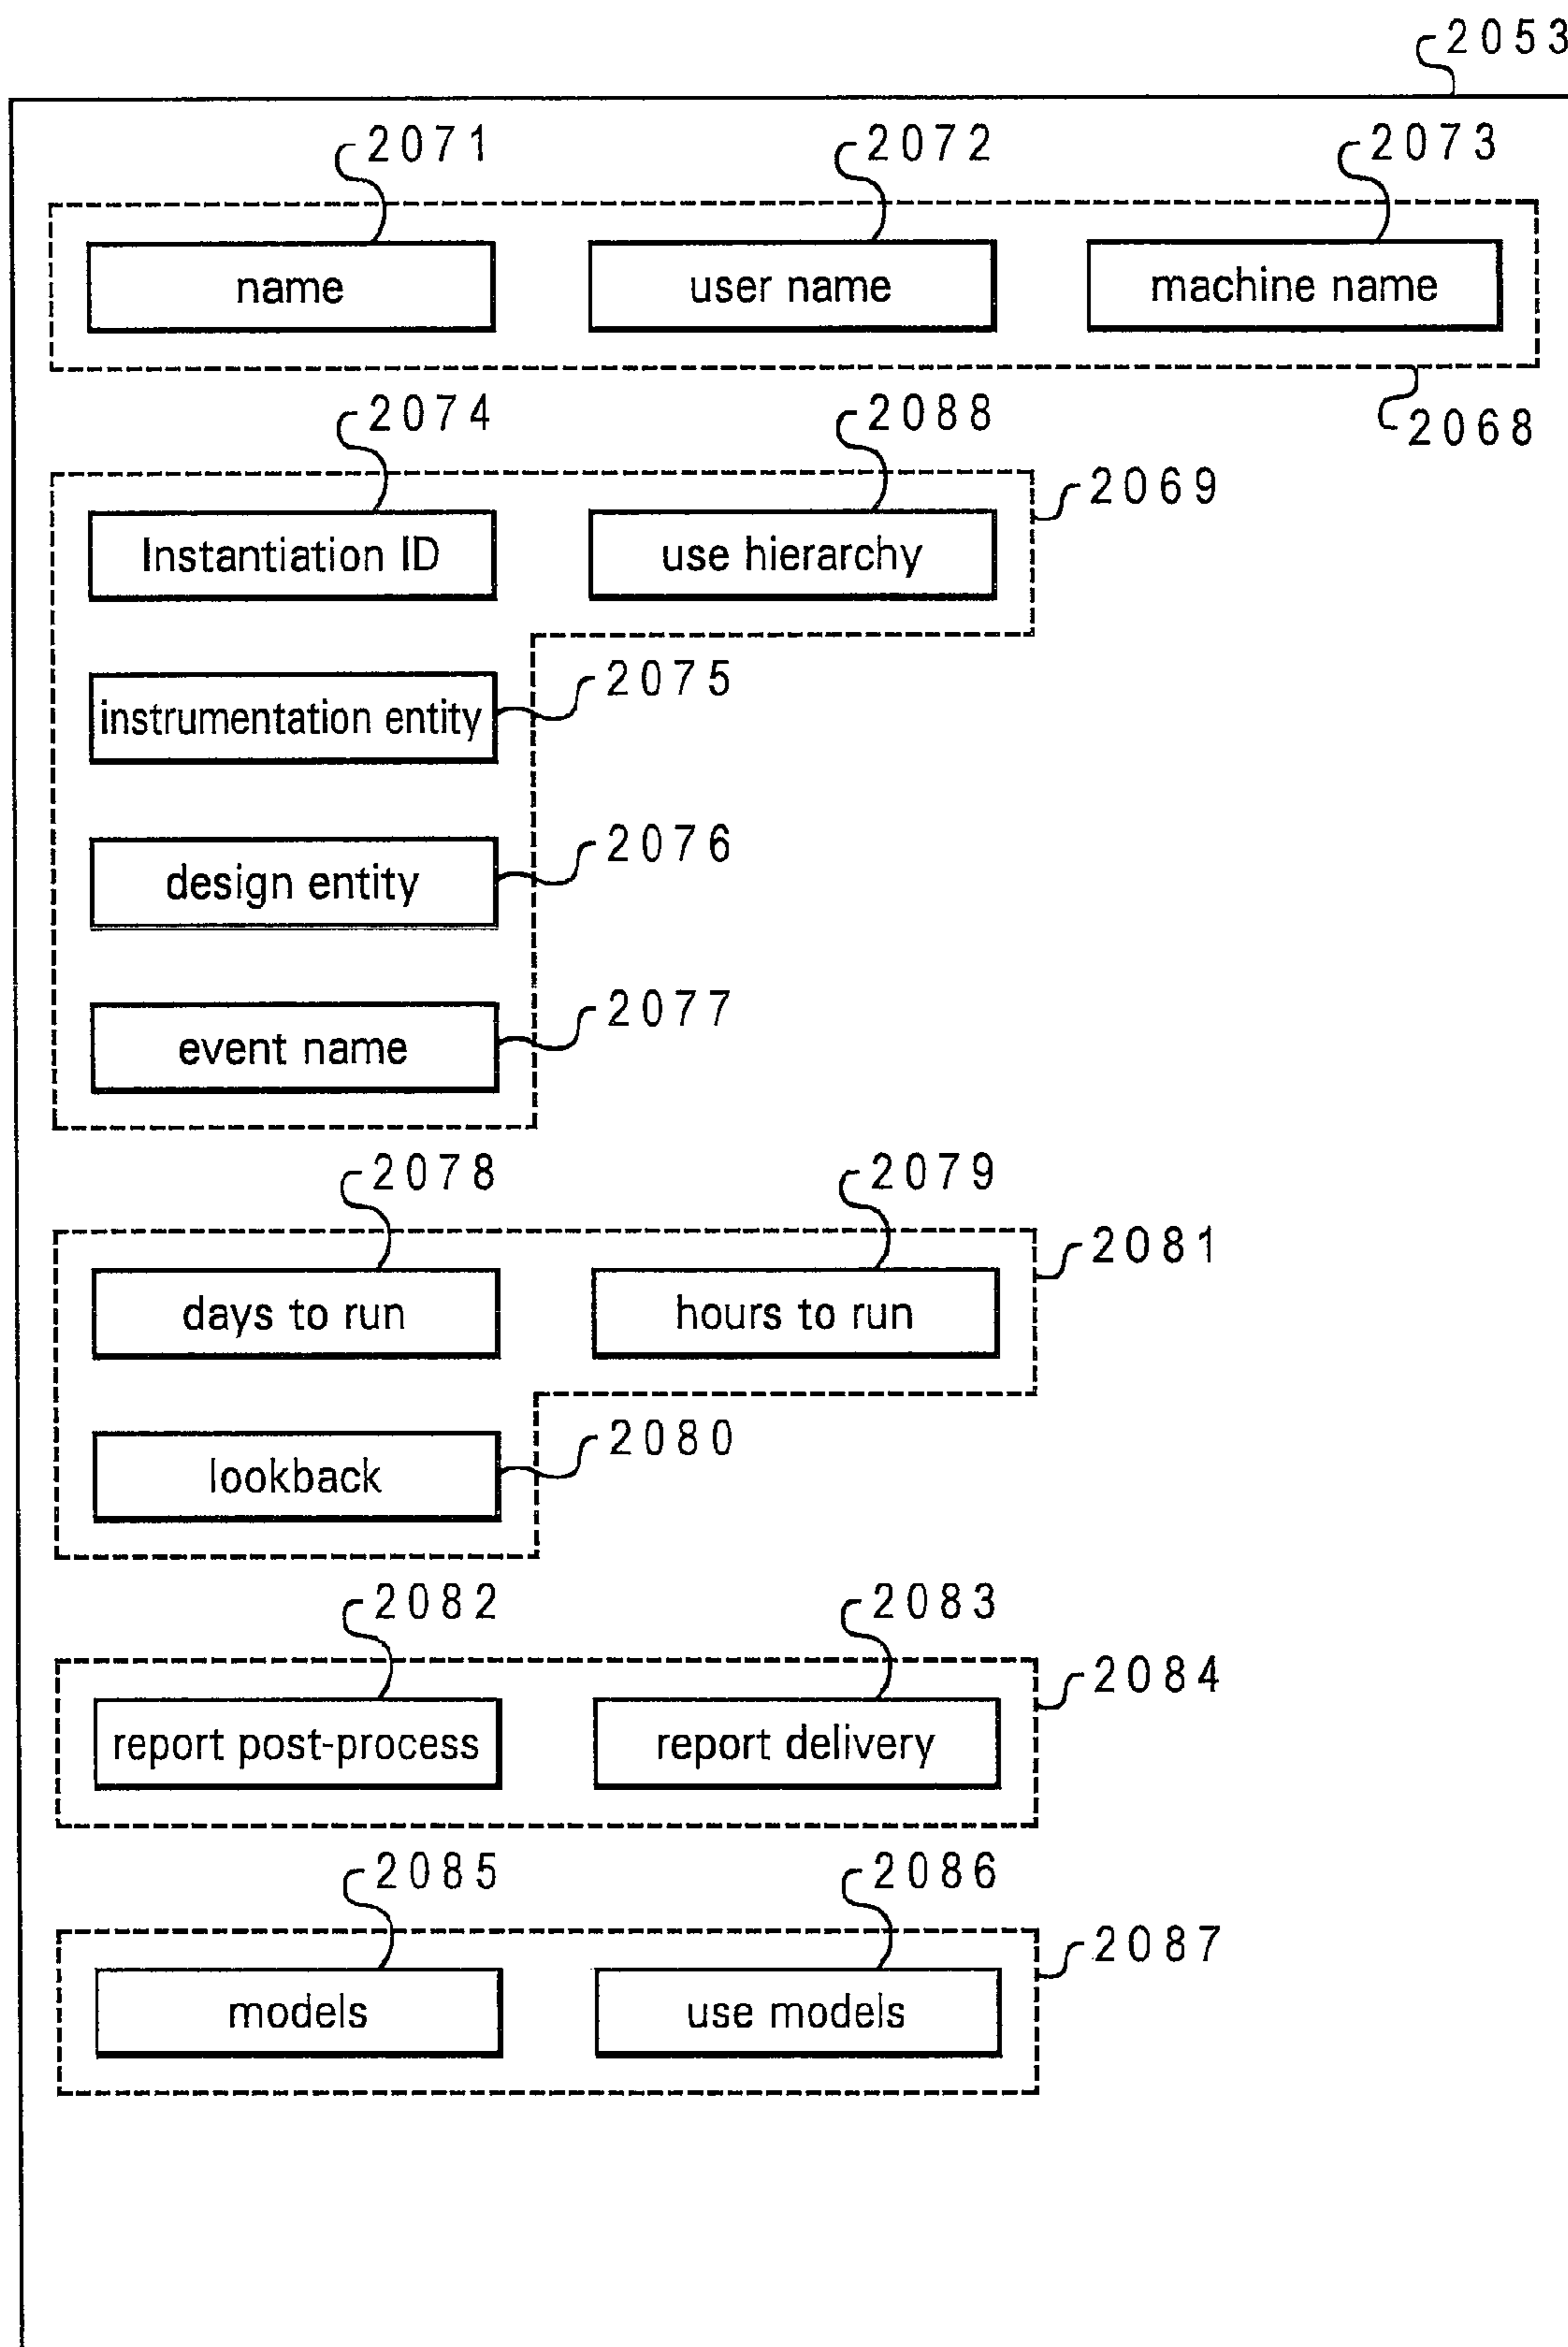 2053
2071 2072 2073
name user name machine name
2068
2074 2088
2069
Instantiation ID use hierarchy
2075
instrumentation entity
2076
design entity
2077
event name
2078 2079
2081
days to run hours to run
2080
lookback
2082 2083
2084
report post-process report delivery
2085 2086
2087
models use models